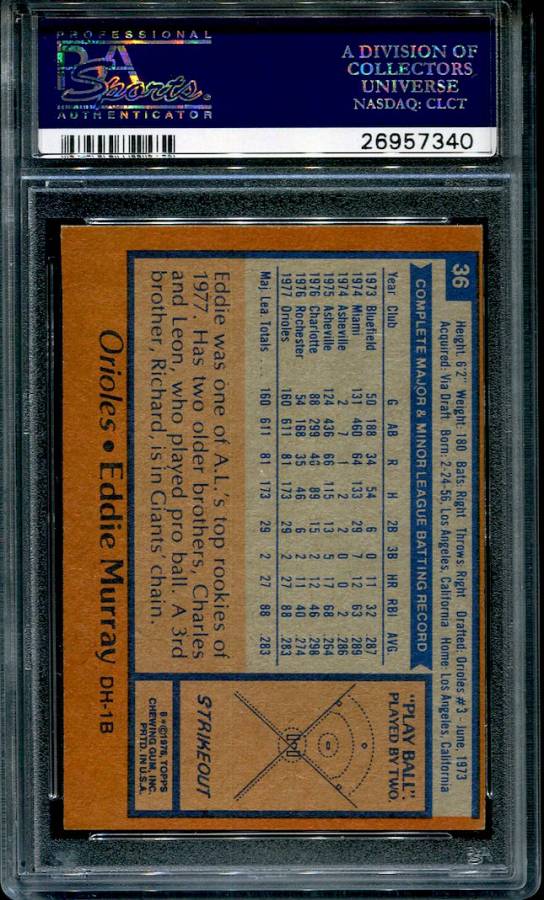 PROFESSIONAL
PSA
Sports
AUTHENTICATOR
A DIVISION OF
COLLECTORS
UNIVERSE
NASDAQ: CLCT
26957340
36
Height: 6'2" Weight: 180 Bats: Right Throws: Right Drafted: Orioles #3 - June, 1973
Acquired: Via Draft Born: 2-24-56, Los Angeles, California Home: Los Angeles, California
COMPLETE MAJOR & MINOR LEAGUE BATTING RECORD
Year Club G AB R H 2B 3B HR RBI AVG.
1973 Bluefield 50 188 34 54 6 0 11 32 287
1974 Miami 131 460 64 133 29 7 12 63 289
1974 Asheville 2 7 1 2 2 0 0 2 286
1975 Asheville 124 436 66 115 13 5 17 68 264
1976 Charlotte 88 299 46 89 15 2 12 46 298
1976 Rochester 54 168 35 46 6 2 11 40 274
1977 Orioles 160 611 81 173 29 2 27 88 283
Maj. Lea. Totals 160 611 81 173 29 2 27 88 283
Eddie was one of A.L.'s top rookies of
1977. Has two older brothers, Charles
and Leon, who played pro ball. A 3rd
brother, Richard, is in Giants' chain.
"PLAY BALL"
PLAYED BY TWO.
STRIKEOUT
B*©1978, TOPPS
CHEWING GUM, INC.
PRTD. IN U.S.A.
Orioles • Eddie Murray DH-1B